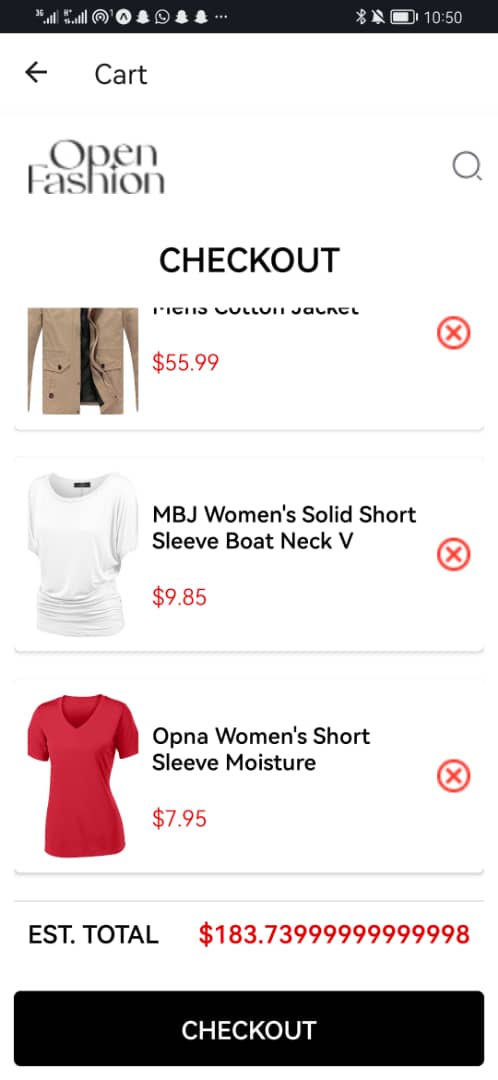 10:50
Cart
Open
Fashion
CHECKOUT
Mens Cotton Jacket
$55.99
MBJ Women's Solid Short
Sleeve Boat Neck V
$9.85
Opna Women's Short
Sleeve Moisture
$7.95
EST. TOTAL $183.73999999999998
CHECKOUT